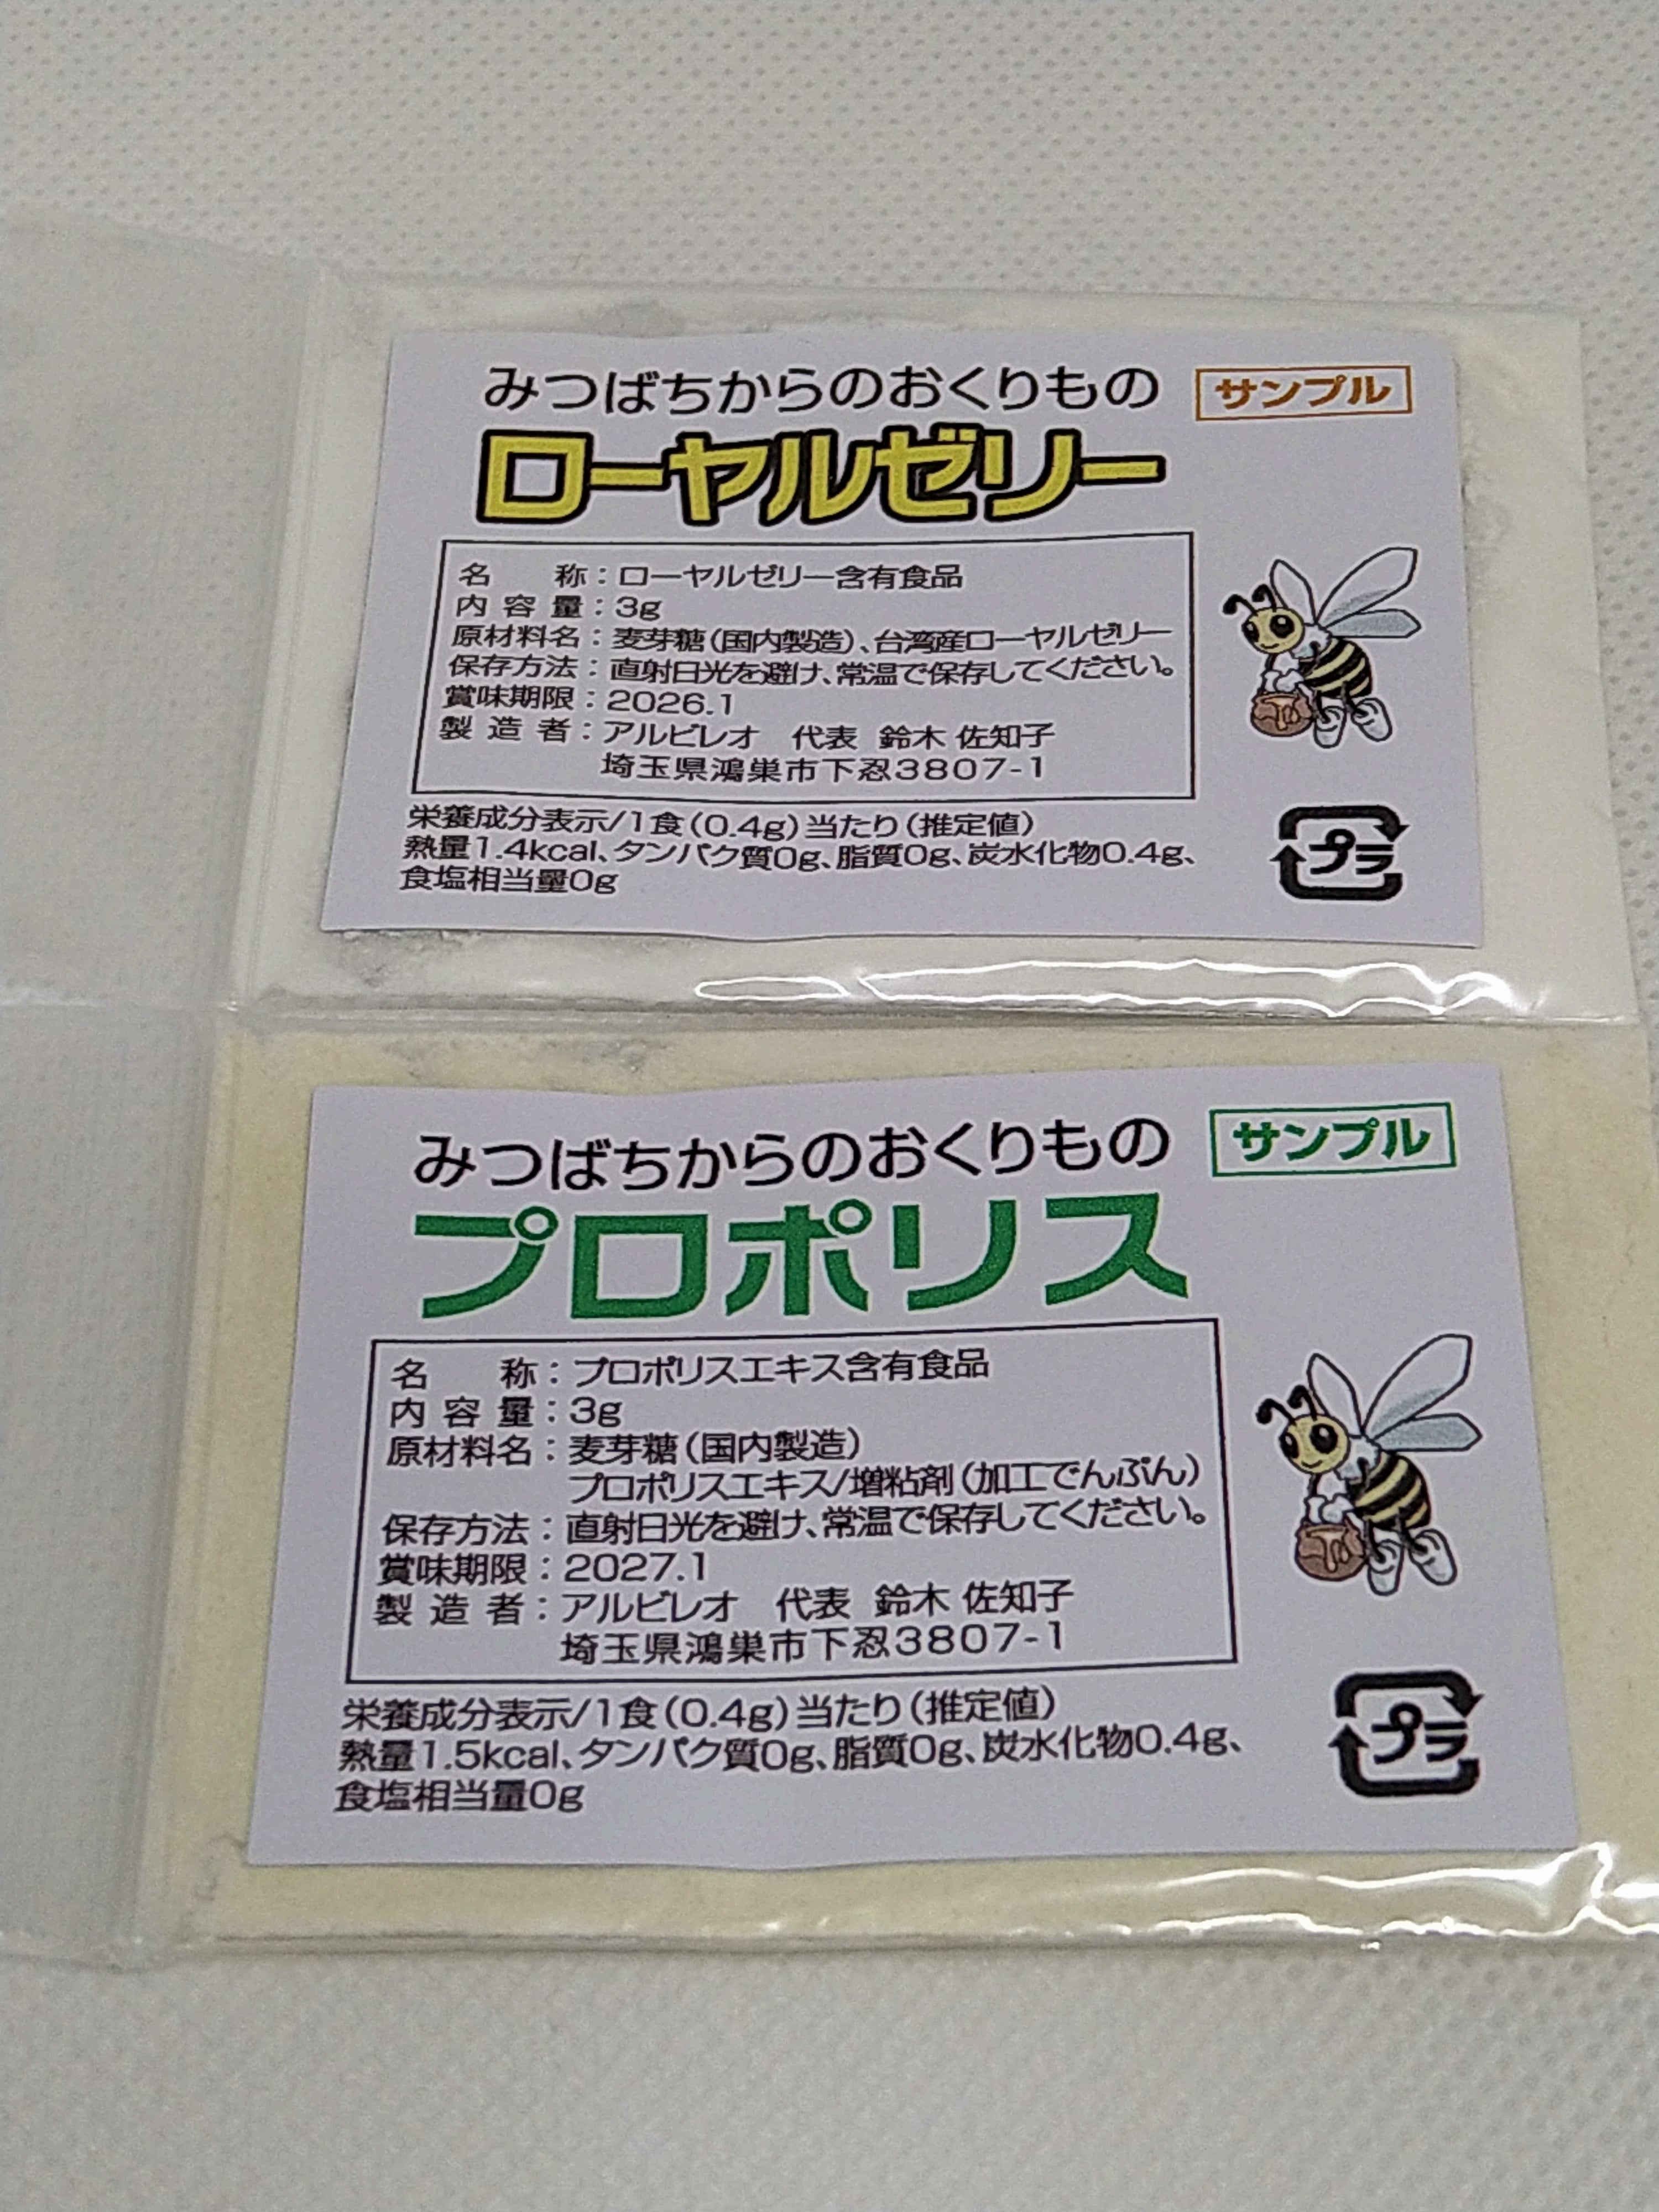 みつばちからのおくりもの サンプル
ローヤルゼリー
名　　称：ローヤルゼリー含有食品
内 容 量：3g
原材料名：麦芽糖（国内製造）、台湾産ローヤルゼリー
保存方法：直射日光を避け、常温で保存してください。
賞味期限：2026.1
製 造 者：アルビレオ　代表 鈴木 佐知子
埼玉県鴻巣市下忍3807-1
栄養成分表示/1食（0.4g）当たり（推定値）
熱量1.4kcal、タンパク質0g、脂質0g、炭水化物0.4g、
食塩相当量0g
プラ
みつばちからのおくりもの サンプル
プロポリス
名　　称：プロポリスエキス含有食品
内 容 量：3g
原材料名：麦芽糖（国内製造）
プロポリスエキス/増粘剤（加工でんぷん）
保存方法：直射日光を避け、常温で保存してください。
賞味期限：2027.1
製 造 者：アルビレオ　代表 鈴木 佐知子
埼玉県鴻巣市下忍3807-1
栄養成分表示/1食（0.4g）当たり（推定値）
熱量1.5kcal、タンパク質0g、脂質0g、炭水化物0.4g、
食塩相当量0g
プラ